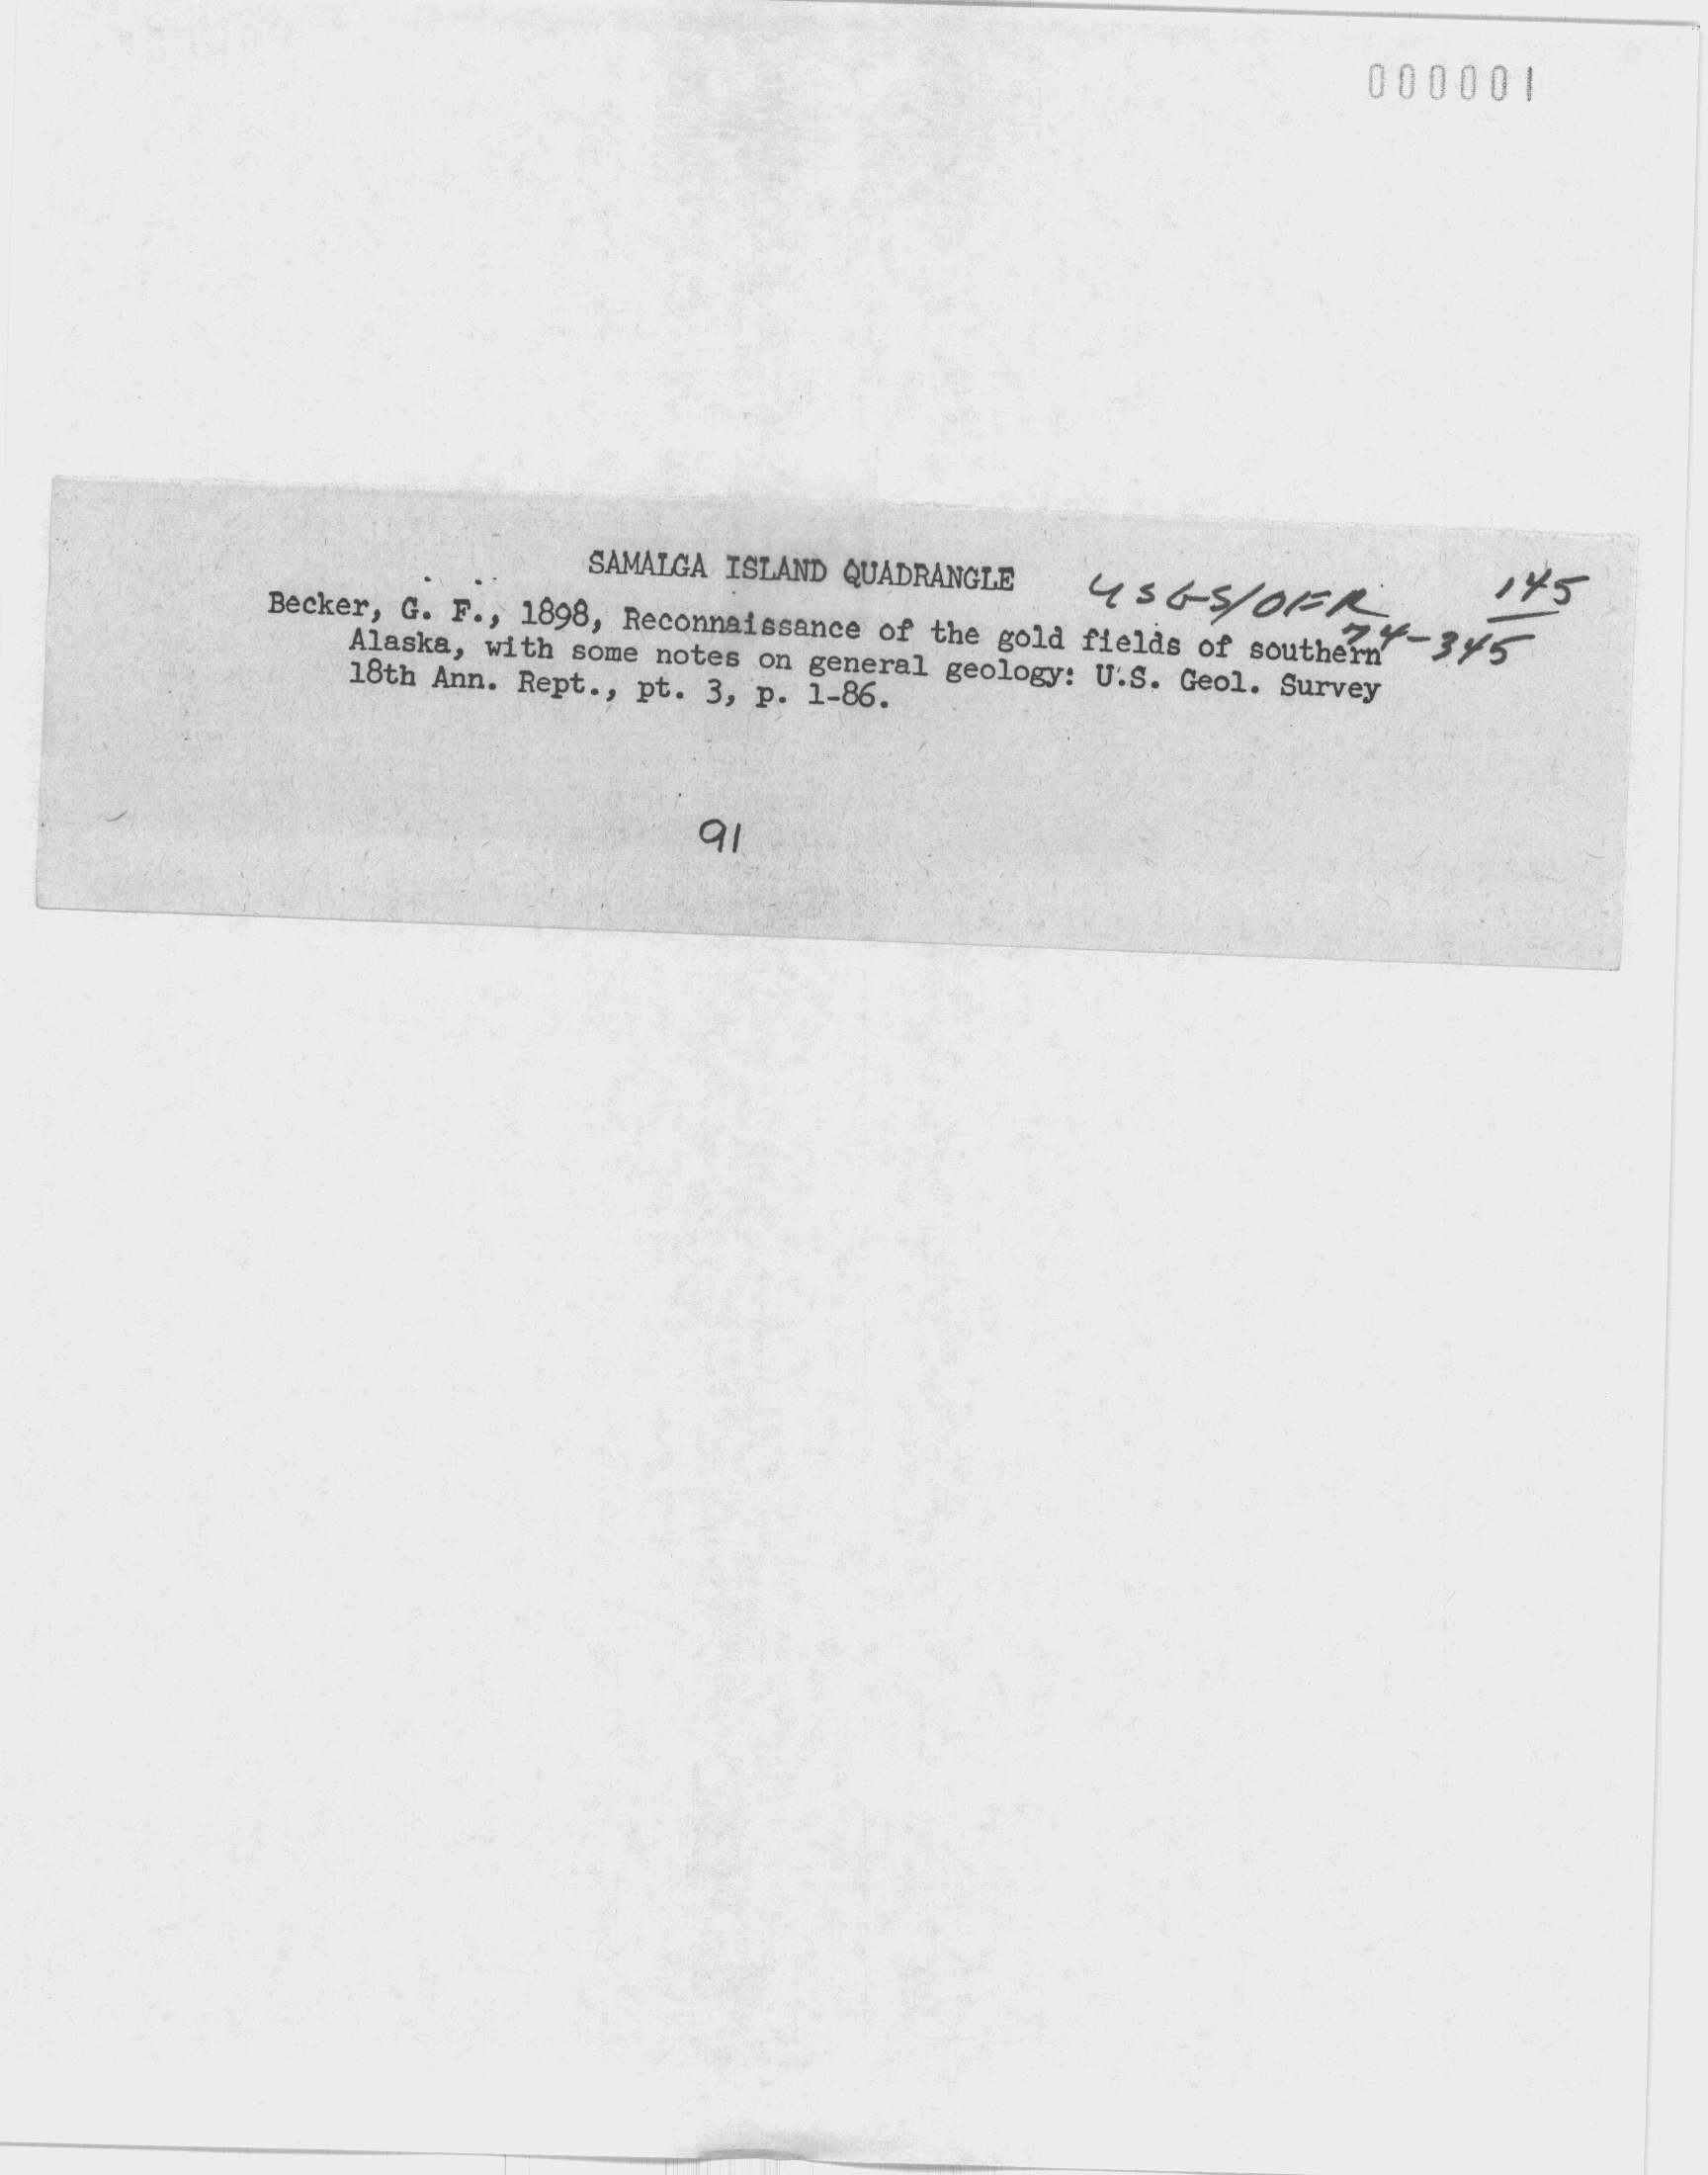 000001
SAMALGA ISLAND QUADRANGLE
USGS/OFR
145
74-345
Becker, G. F., 1898, Reconnaissance of the gold fields of southern
Alaska, with some notes on general geology: U.S. Geol. Survey
18th Ann. Rept., pt. 3, p. 1-86.
91